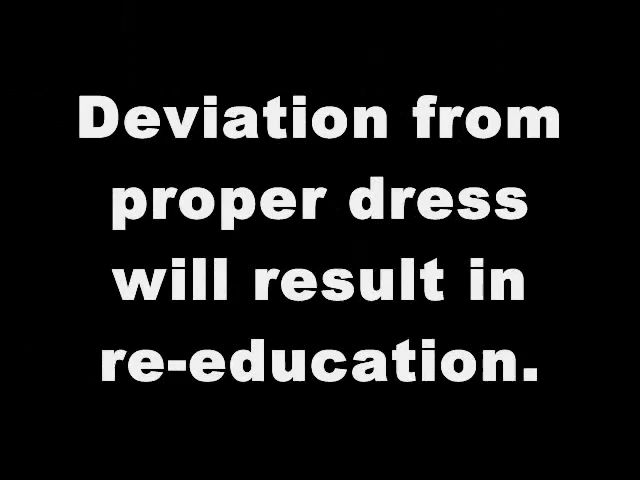 Deviation from
proper dress
will result in
re-education.